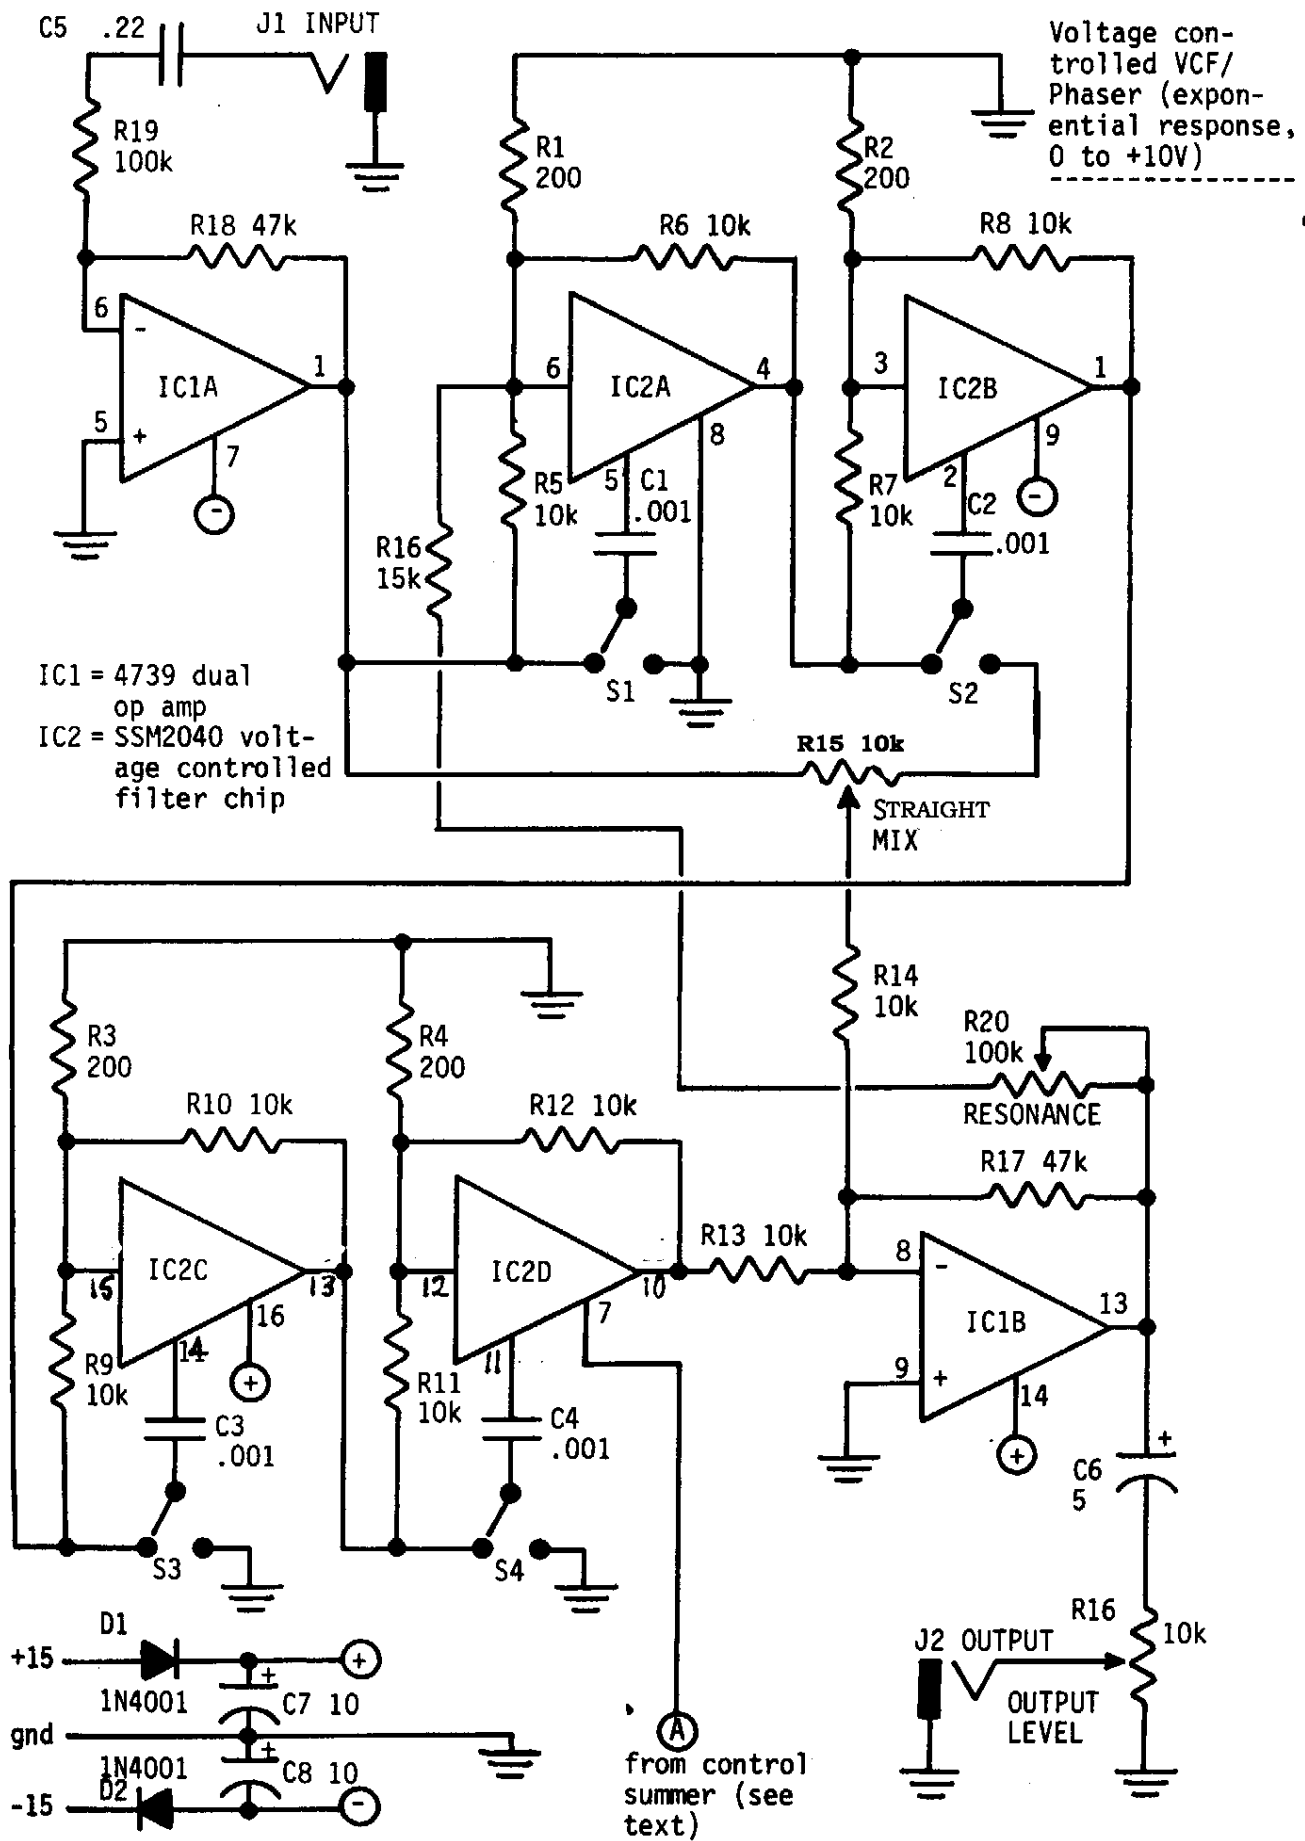 C5 .22
J1 INPUT
Voltage con-
trolled VCF/
Phaser (expon-
ential response,
0 to +10V)
R19
100k
R1
200
R2
200
R18 47k
R6 10k
R8 10k
6
-
IC1A
1
5
+
7
-
6
IC2A
4
8
5
C1
.001
3
IC2B
1
9
2
-
C2
.001
R5
10k
R7
10k
R16
15k
S1
S2
IC1 = 4739 dual
op amp
IC2 = SSM2040 volt-
age controlled
filter chip
R15 10k
STRAIGHT
MIX
R14
10k
R3
200
R4
200
R20
100k
RESONANCE
R10 10k
R12 10k
R17 47k
15
IC2C
13
16
14
+
12
IC2D
10
7
11
R13 10k
8
-
IC1B
13
9
+
14
+
R9
10k
R11
10k
C3
.001
C4
.001
+
C6
5
S3
S4
D1
+15
+
+
1N4001
C7 10
gnd
+
1N4001
C8 10
D2
-15
-
A
from control
summer (see
text)
R16
10k
J2 OUTPUT
OUTPUT
LEVEL